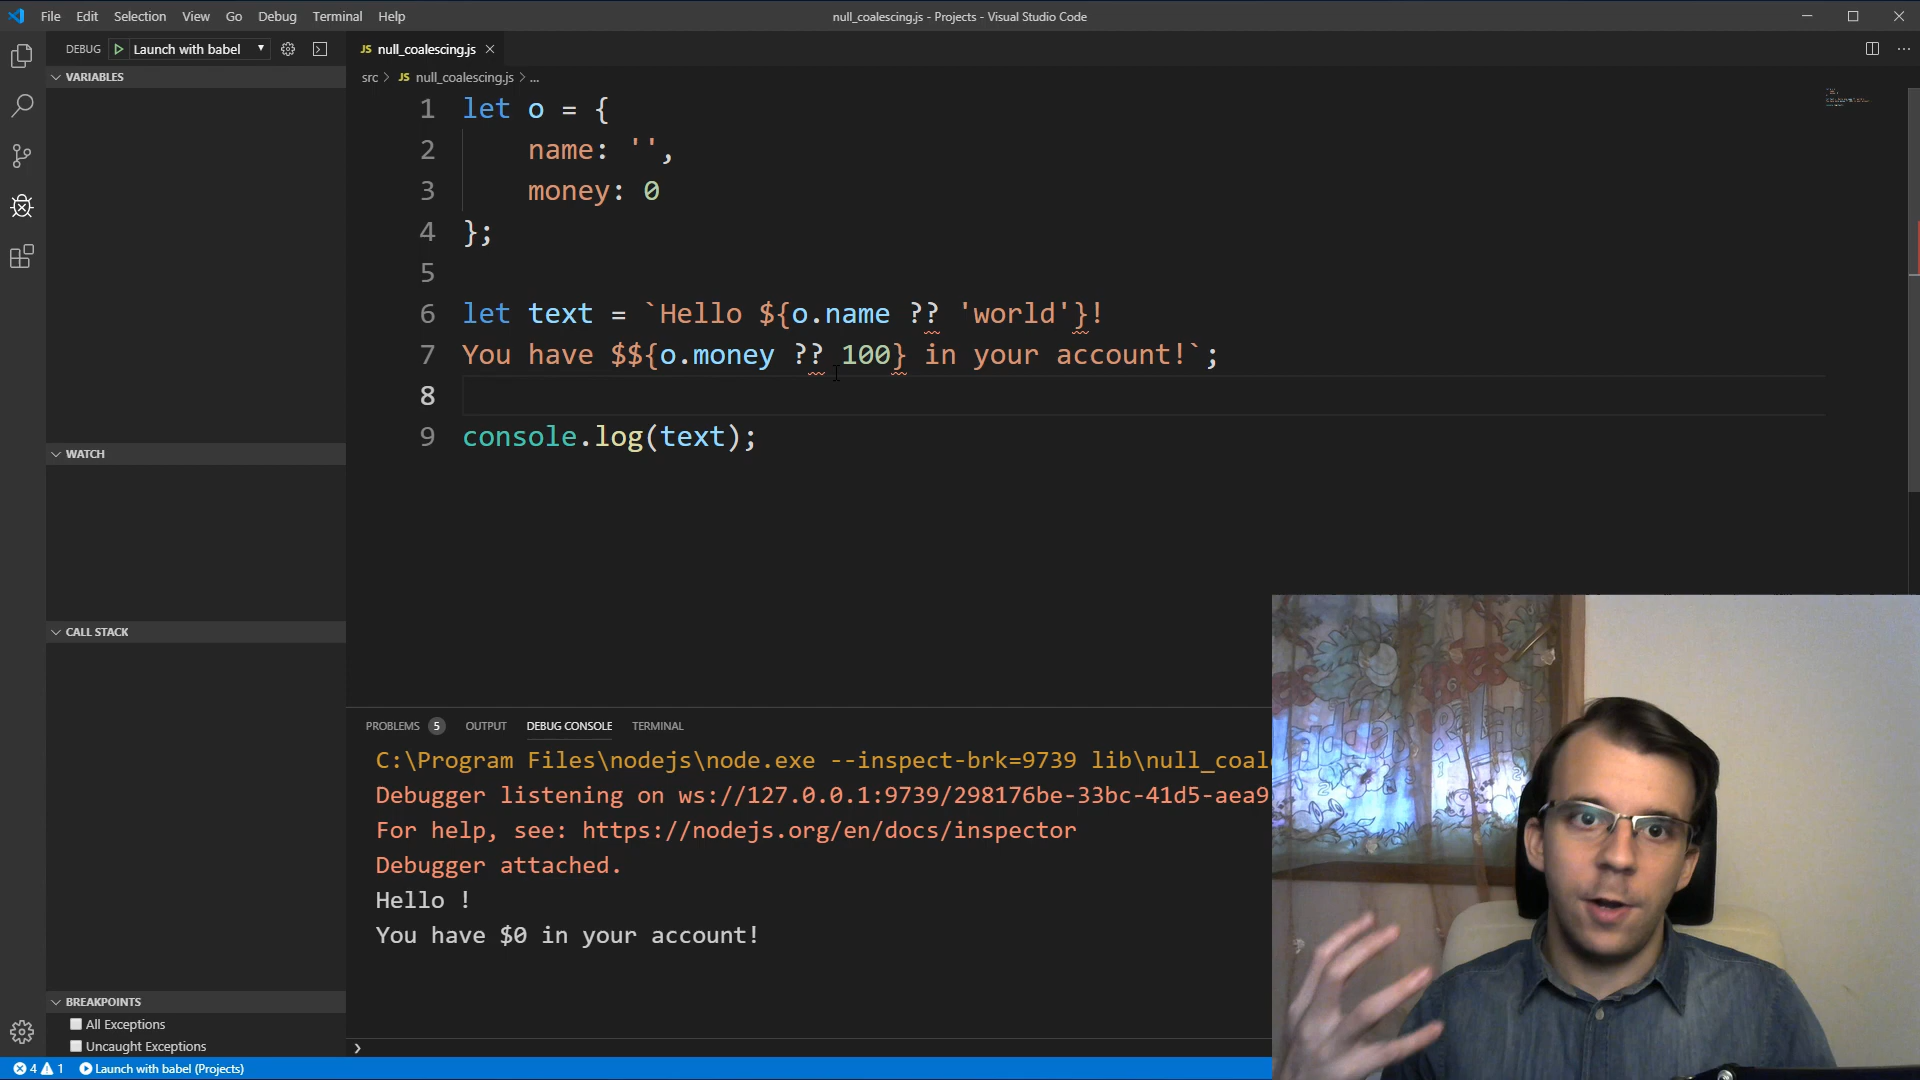 File Edit Selection View Go Debug Terminal Help
null_coalescing.js - Projects - Visual Studio Code
DEBUG Launch with babel
JS null_coalescing.js
VARIABLES
src > JS null_coalescing.js > ...
1 let o = {
2 name: '',
3 money: 0
4 };
5
6 let text = `Hello ${o.name ?? 'world'}!
7 You have $${o.money ?? 100} in your account!`;
8
9 console.log(text);
WATCH
CALL STACK
PROBLEMS 5 OUTPUT DEBUG CONSOLE TERMINAL
C:\Program Files\nodejs\node.exe --inspect-brk=9739 lib\null_coale
Debugger listening on ws://127.0.0.1:9739/298176be-33bc-41d5-aea9
For help, see: https://nodejs.org/en/docs/inspector
Debugger attached.
Hello !
You have $0 in your account!
BREAKPOINTS
All Exceptions
Uncaught Exceptions
4 1 Launch with babel (Projects)